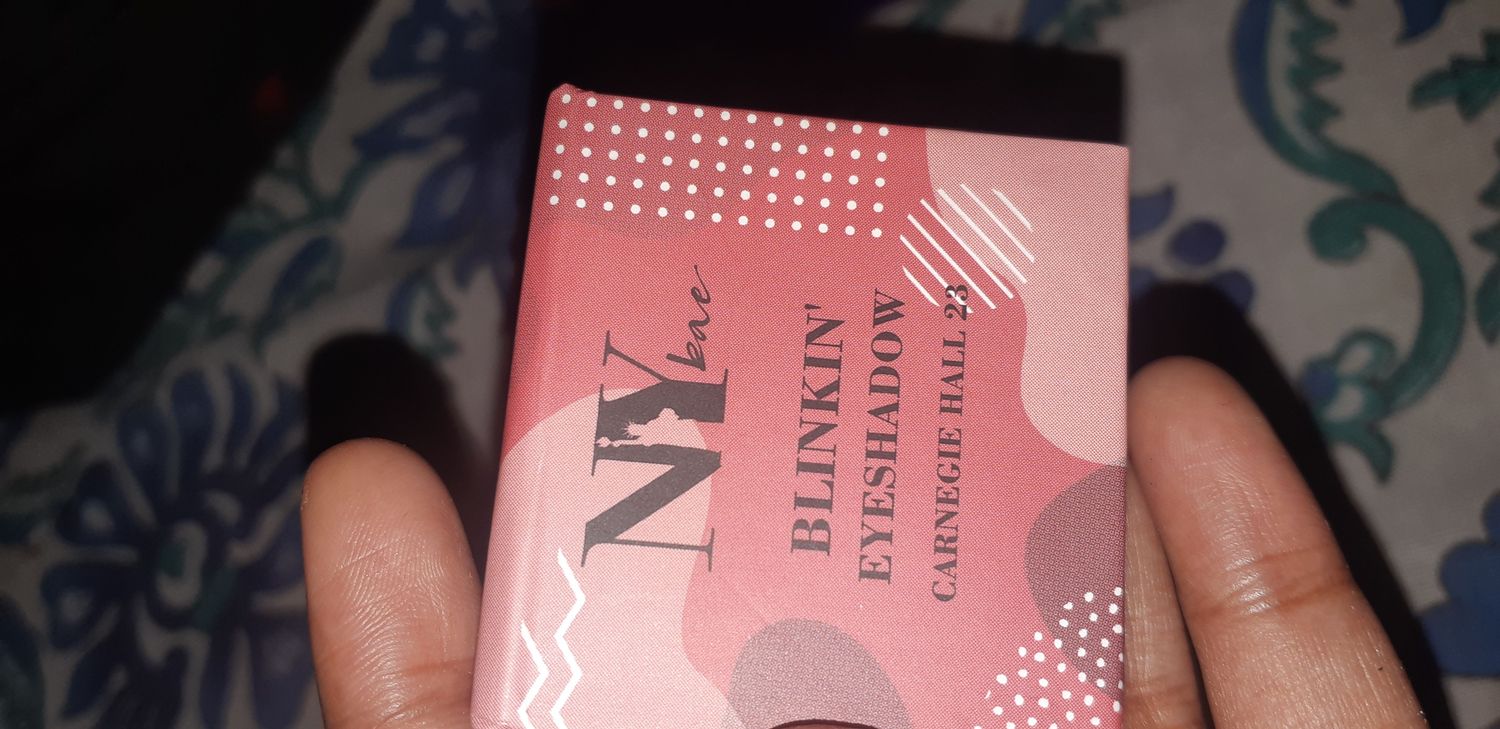 NY bae
BLINKIN'
EYESHADOW
CARNEGIE HALL 23